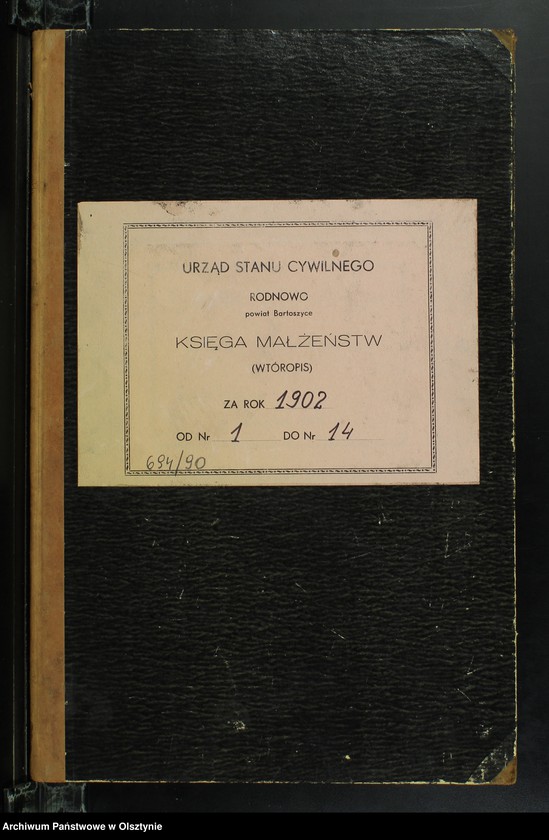 URZĄD STANU CYWILNEGO
RODNOWO
powiat Bartoszyce
KSIĘGA MAŁŻEŃSTW
(WTÓROPIS)
ZA ROK 1902
OD Nr 1 DO Nr 14
694/90
Archiwum Państwowe w Olsztynie